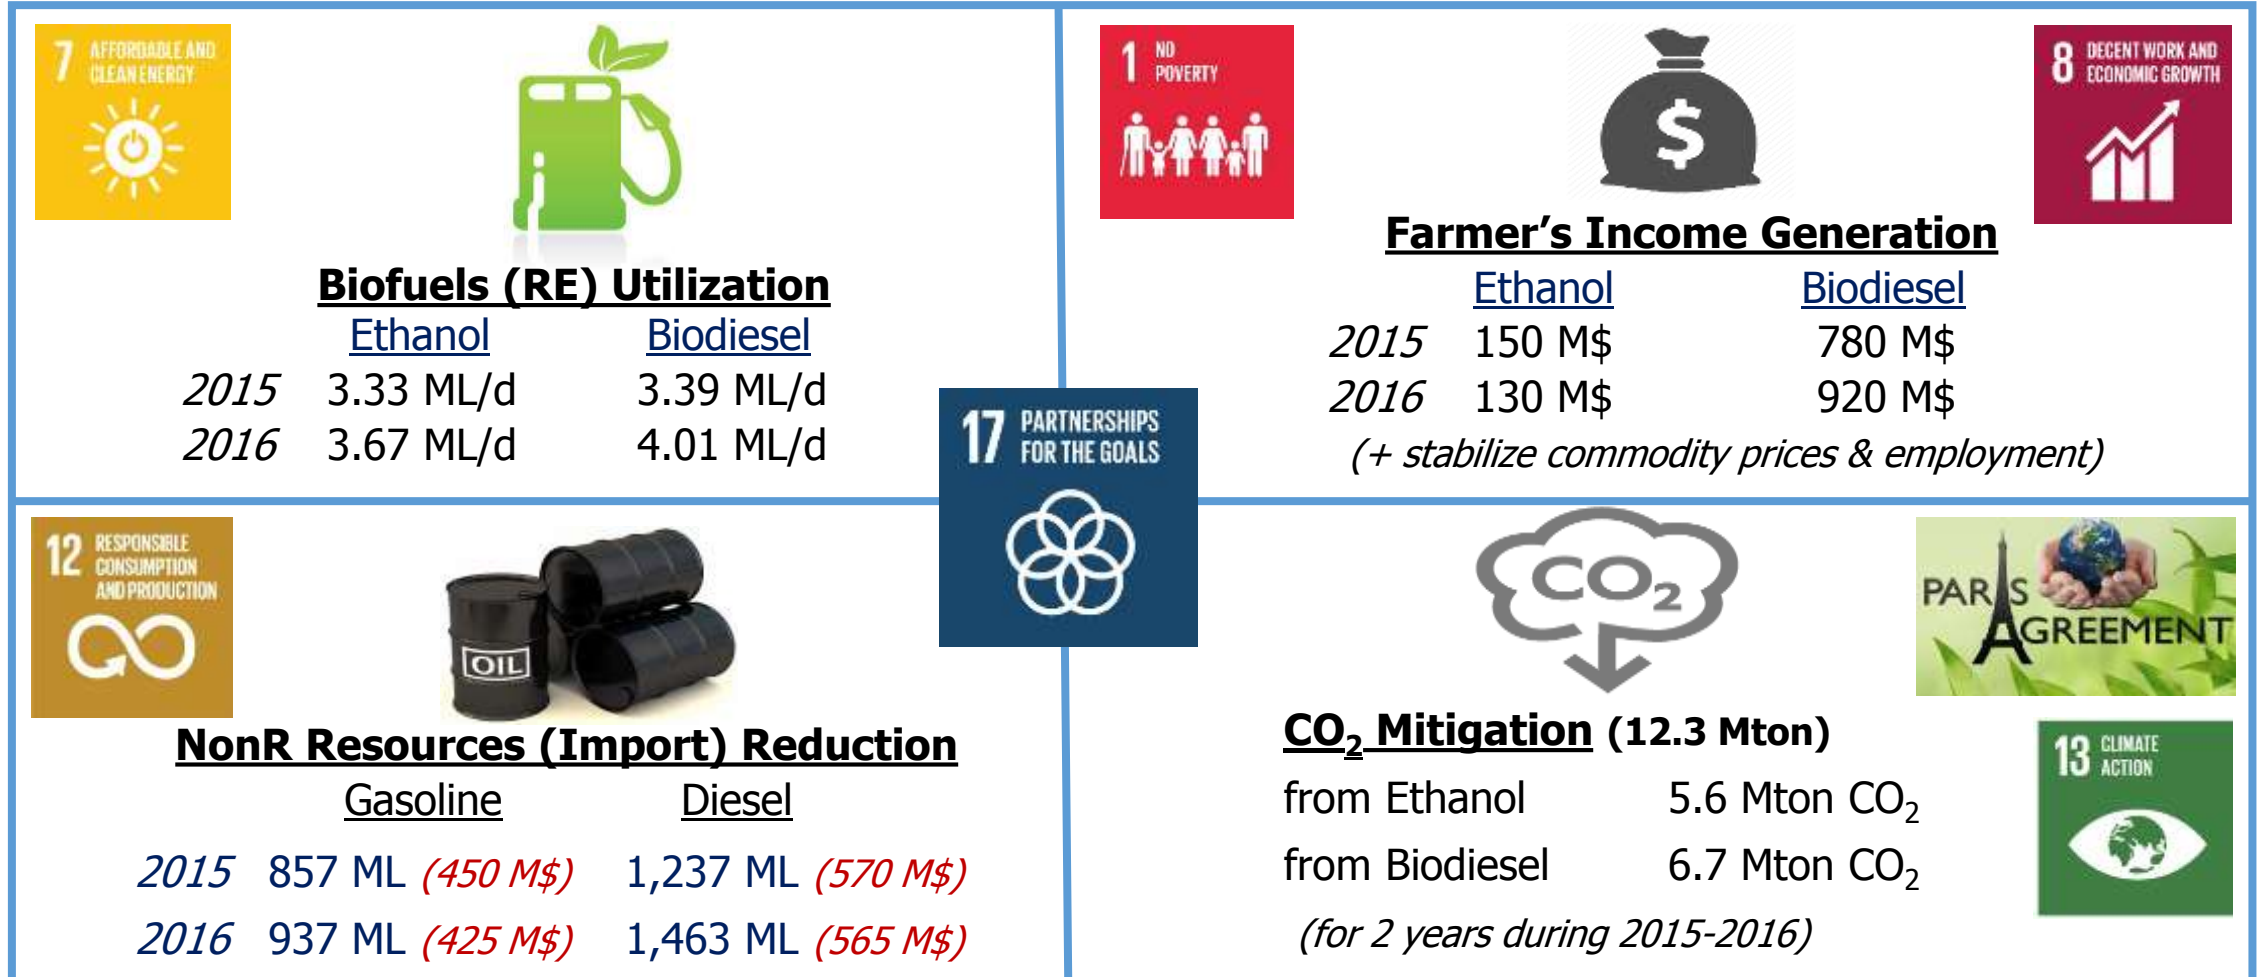 7 AFFORDABLE AND
CLEAN ENERGY
Biofuels (RE) Utilization
Ethanol Biodiesel
2015 3.33 ML/d 3.39 ML/d
2016 3.67 ML/d 4.01 ML/d
1 NO
POVERTY
$
8 DECENT WORK AND
ECONOMIC GROWTH
Farmer’s Income Generation
Ethanol Biodiesel
2015 150 M$ 780 M$
2016 130 M$ 920 M$
(+ stabilize commodity prices & employment)
17 PARTNERSHIPS
FOR THE GOALS
12 RESPONSIBLE
CONSUMPTION
AND PRODUCTION
OIL
NonR Resources (Import) Reduction
Gasoline Diesel
2015 857 ML (450 M$) 1,237 ML (570 M$)
2016 937 ML (425 M$) 1,463 ML (565 M$)
CO2
PARIS
AGREEMENT
CO2 Mitigation (12.3 Mton)
from Ethanol 5.6 Mton CO2
from Biodiesel 6.7 Mton CO2
(for 2 years during 2015-2016)
13 CLIMATE
ACTION